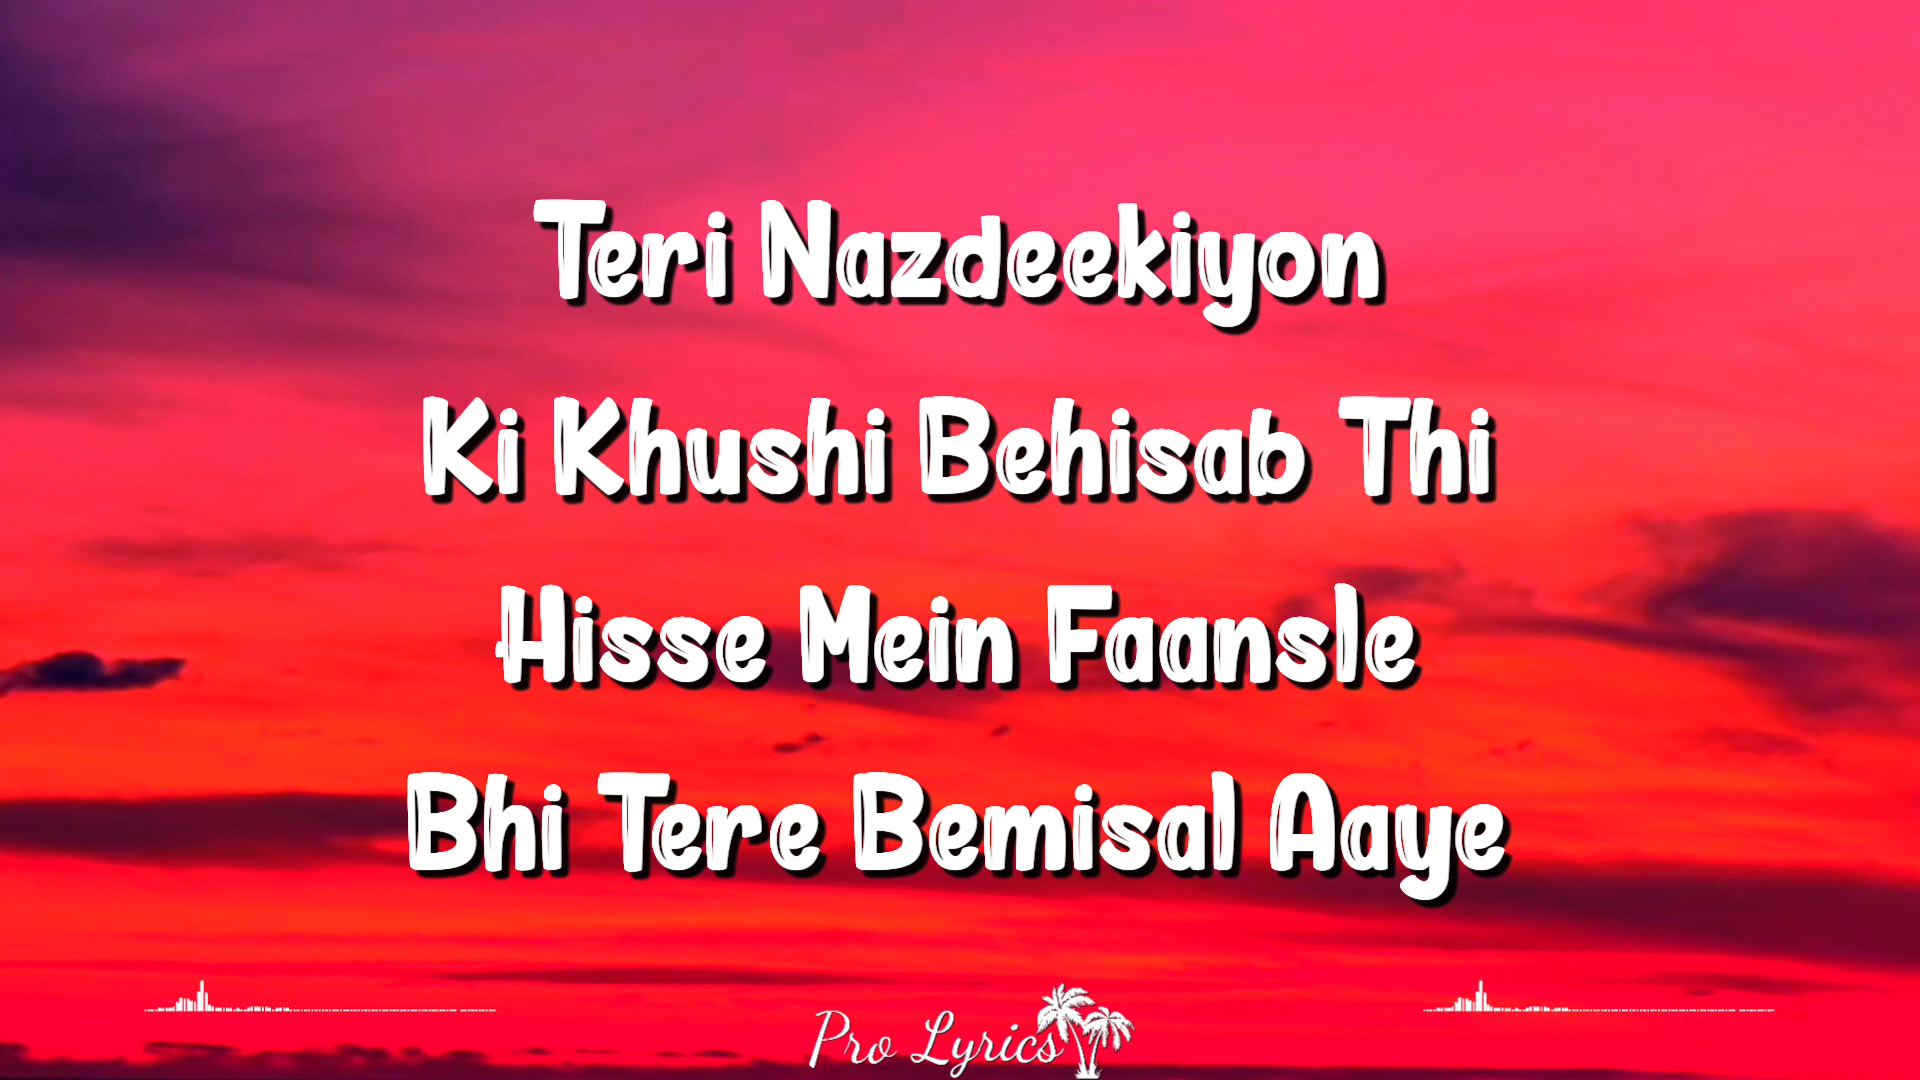 Teri Nazdeekiyon
Ki Khushi Behisab Thi
Hisse Mein Faansle
Bhi Tere Bemisal Aaye
Pro Lyrics